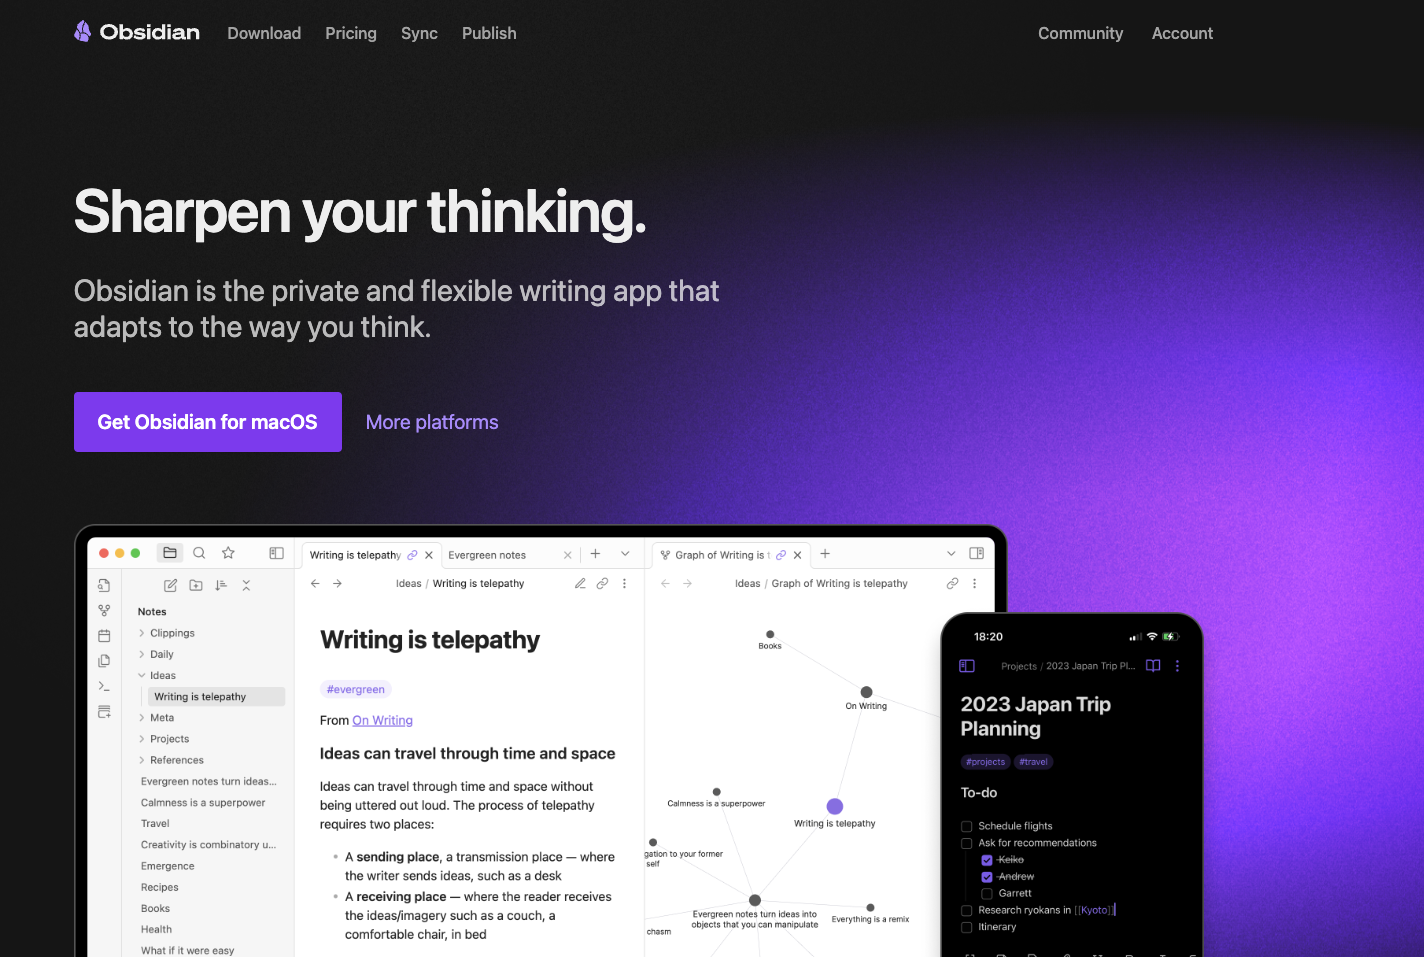 Obsidian
Download
Pricing
Sync
Publish
Community
Account
Sharpen your thinking.
Obsidian is the private and flexible writing app that
adapts to the way you think.
Get Obsidian for macOS
More platforms
Writing is telepathy
Evergreen notes
Graph of Writing is t
Ideas / Writing is telepathy
Ideas / Graph of Writing is telepathy
Notes
Clippings
Daily
Ideas
Writing is telepathy
Meta
Projects
References
Evergreen notes turn ideas...
Calmness is a superpower
Travel
Creativity is combinatory u...
Emergence
Recipes
Books
Health
What if it were easy
Writing is telepathy
#evergreen
From On Writing
Ideas can travel through time and space
Ideas can travel through time and space without
being uttered out loud. The process of telepathy
requires two places:
A sending place, a transmission place — where
the writer sends ideas, such as a desk
A receiving place — where the reader receives
the ideas/imagery such as a couch, a
comfortable chair, in bed
Books
On Writing
Calmness is a superpower
Writing is telepathy
gation to your former
self
Evergreen notes turn ideas into
objects that you can manipulate
Everything is a remix
chasm
18:20
Projects / 2023 Japan Trip Pl...
2023 Japan Trip
Planning
#projects #travel
To-do
Schedule flights
Ask for recommendations
Keiko
Andrew
Garrett
Research ryokans in [[Kyoto]]
Itinerary